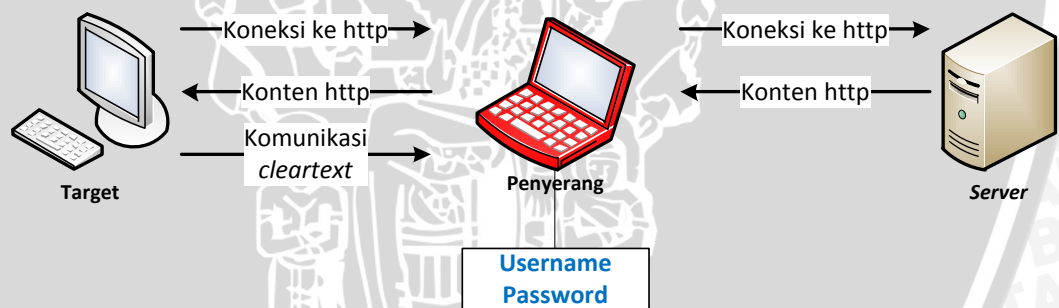 Koneksi ke http
Koneksi ke http
Konten http
Konten http
Komunikasi
cleartext
Target
Penyerang
Server
Username
Password